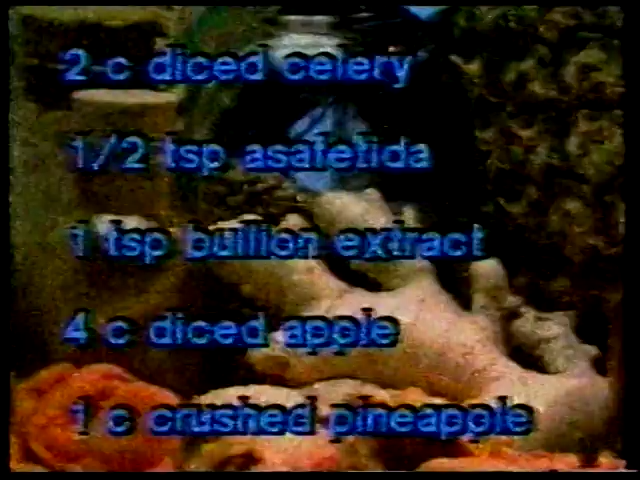 2 c diced celery
1/2 tsp asafetida
1 tsp bullion extract
4 c diced apple
1 c crushed pineapple